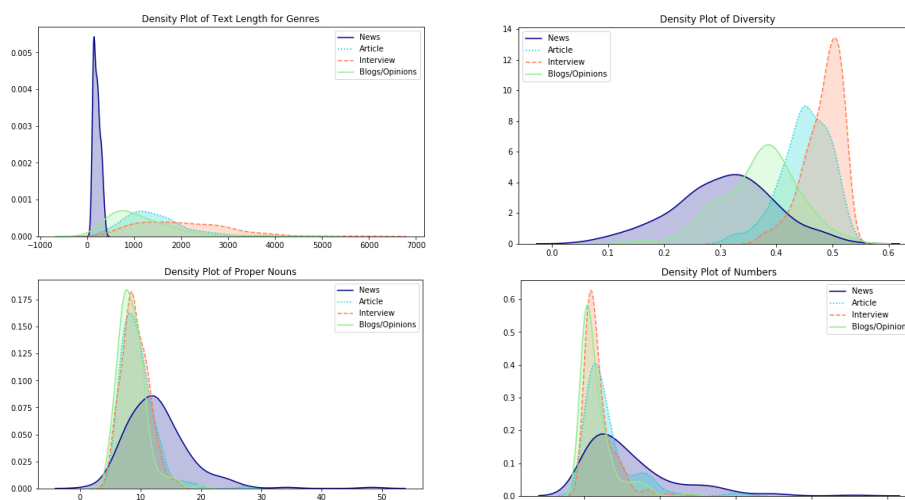 Density Plot of Text Length for Genres
0.005
0.004
0.003
0.002
0.001
0.000
−1000 0 1000 2000 3000 4000 5000 6000 7000
News
Article
Interview
Blogs/Opinions
Density Plot of Diversity
14
12
10
8
6
4
2
0
0.0 0.1 0.2 0.3 0.4 0.5 0.6
News
Article
Interview
Blogs/Opinions
Density Plot of Proper Nouns
0.175
0.150
0.125
0.100
0.075
0.050
0.025
0.000
0 10 20 30 40 50
News
Article
Interview
Blogs/Opinions
Density Plot of Numbers
0.6
0.5
0.4
0.3
0.2
0.1
0.0
News
Article
Interview
Blogs/Opinions